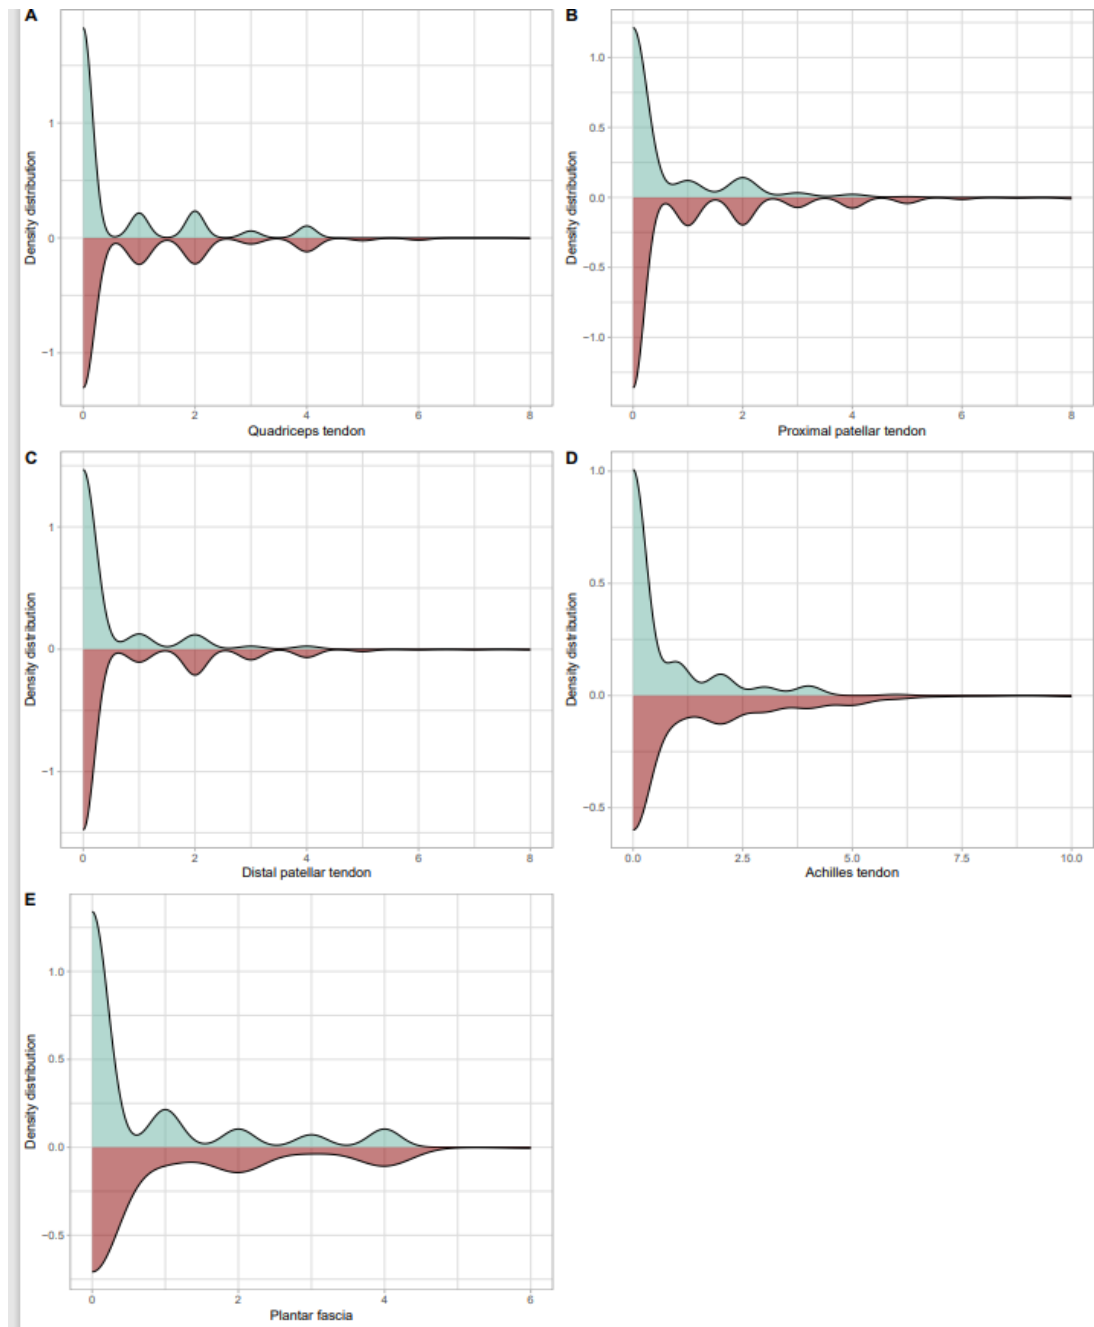 A
Density distribution
1
0
−1
0 2 4 6 8
Quadriceps tendon
B
Density distribution
1.0
0.5
0.0
−0.5
−1.0
0 2 4 6 8
Proximal patellar tendon
C
Density distribution
1
0
−1
0 2 4 6 8
Distal patellar tendon
D
Density distribution
1.0
0.5
0.0
−0.5
0.0 2.5 5.0 7.5 10.0
Achilles tendon
E
Density distribution
1.0
0.5
0.0
−0.5
0 2 4 6
Plantar fascia